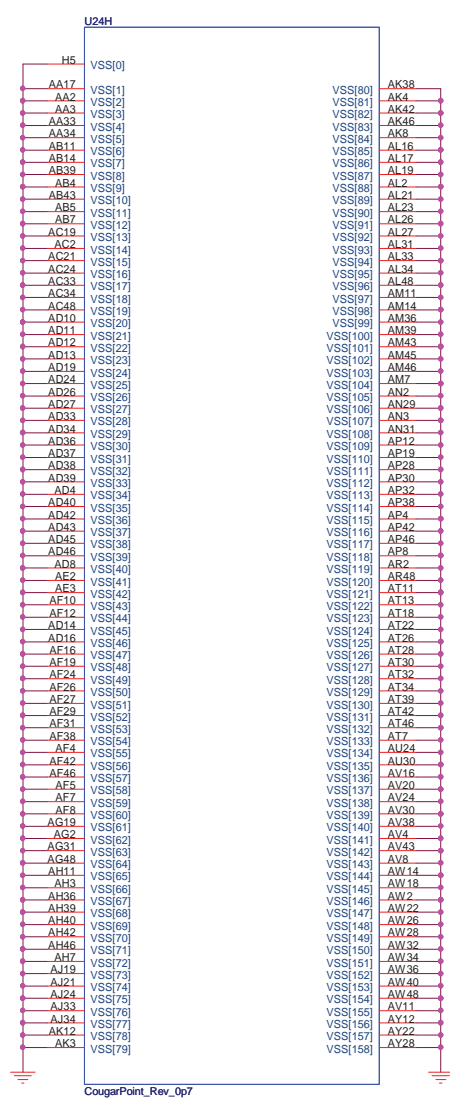 U24H
H5 VSS[0]
AA17 VSS[1]
AA2 VSS[2]
AA3 VSS[3]
AA33 VSS[4]
AA34 VSS[5]
AB11 VSS[6]
AB14 VSS[7]
AB39 VSS[8]
AB4 VSS[9]
AB43 VSS[10]
AB5 VSS[11]
AB7 VSS[12]
AC19 VSS[13]
AC2 VSS[14]
AC21 VSS[15]
AC24 VSS[16]
AC33 VSS[17]
AC34 VSS[18]
AC48 VSS[19]
AD10 VSS[20]
AD11 VSS[21]
AD12 VSS[22]
AD13 VSS[23]
AD19 VSS[24]
AD24 VSS[25]
AD26 VSS[26]
AD27 VSS[27]
AD33 VSS[28]
AD34 VSS[29]
AD36 VSS[30]
AD37 VSS[31]
AD38 VSS[32]
AD39 VSS[33]
AD4 VSS[34]
AD40 VSS[35]
AD42 VSS[36]
AD43 VSS[37]
AD45 VSS[38]
AD46 VSS[39]
AD8 VSS[40]
AE2 VSS[41]
AE3 VSS[42]
AF10 VSS[43]
AF12 VSS[44]
AD14 VSS[45]
AD16 VSS[46]
AF16 VSS[47]
AF19 VSS[48]
AF24 VSS[49]
AF26 VSS[50]
AF27 VSS[51]
AF29 VSS[52]
AF31 VSS[53]
AF38 VSS[54]
AF4 VSS[55]
AF42 VSS[56]
AF46 VSS[57]
AF5 VSS[58]
AF7 VSS[59]
AF8 VSS[60]
AG19 VSS[61]
AG2 VSS[62]
AG31 VSS[63]
AG48 VSS[64]
AH11 VSS[65]
AH3 VSS[66]
AH36 VSS[67]
AH39 VSS[68]
AH40 VSS[69]
AH42 VSS[70]
AH46 VSS[71]
AH7 VSS[72]
AJ19 VSS[73]
AJ21 VSS[74]
AJ24 VSS[75]
AJ33 VSS[76]
AJ34 VSS[77]
AK12 VSS[78]
AK3 VSS[79]
VSS[80] AK38
VSS[81] AK4
VSS[82] AK42
VSS[83] AK46
VSS[84] AK8
VSS[85] AL16
VSS[86] AL17
VSS[87] AL19
VSS[88] AL2
VSS[89] AL21
VSS[90] AL23
VSS[91] AL26
VSS[92] AL27
VSS[93] AL31
VSS[94] AL33
VSS[95] AL34
VSS[96] AL48
VSS[97] AM11
VSS[98] AM14
VSS[99] AM36
VSS[100] AM39
VSS[101] AM43
VSS[102] AM45
VSS[103] AM46
VSS[104] AM7
VSS[105] AN2
VSS[106] AN29
VSS[107] AN3
VSS[108] AN31
VSS[109] AP12
VSS[110] AP19
VSS[111] AP28
VSS[112] AP30
VSS[113] AP32
VSS[114] AP38
VSS[115] AP4
VSS[116] AP42
VSS[117] AP46
VSS[118] AP8
VSS[119] AR2
VSS[120] AR48
VSS[121] AT11
VSS[122] AT13
VSS[123] AT18
VSS[124] AT22
VSS[125] AT26
VSS[126] AT28
VSS[127] AT30
VSS[128] AT32
VSS[129] AT34
VSS[130] AT39
VSS[131] AT42
VSS[132] AT46
VSS[133] AT7
VSS[134] AU24
VSS[135] AU30
VSS[136] AV16
VSS[137] AV20
VSS[138] AV24
VSS[139] AV30
VSS[140] AV38
VSS[141] AV4
VSS[142] AV43
VSS[143] AV8
VSS[144] AW14
VSS[145] AW18
VSS[146] AW2
VSS[147] AW22
VSS[148] AW26
VSS[149] AW28
VSS[150] AW32
VSS[151] AW34
VSS[152] AW36
VSS[153] AW40
VSS[154] AW48
VSS[155] AV11
VSS[156] AY12
VSS[157] AY22
VSS[158] AY28
CougarPoint_Rev_0p7